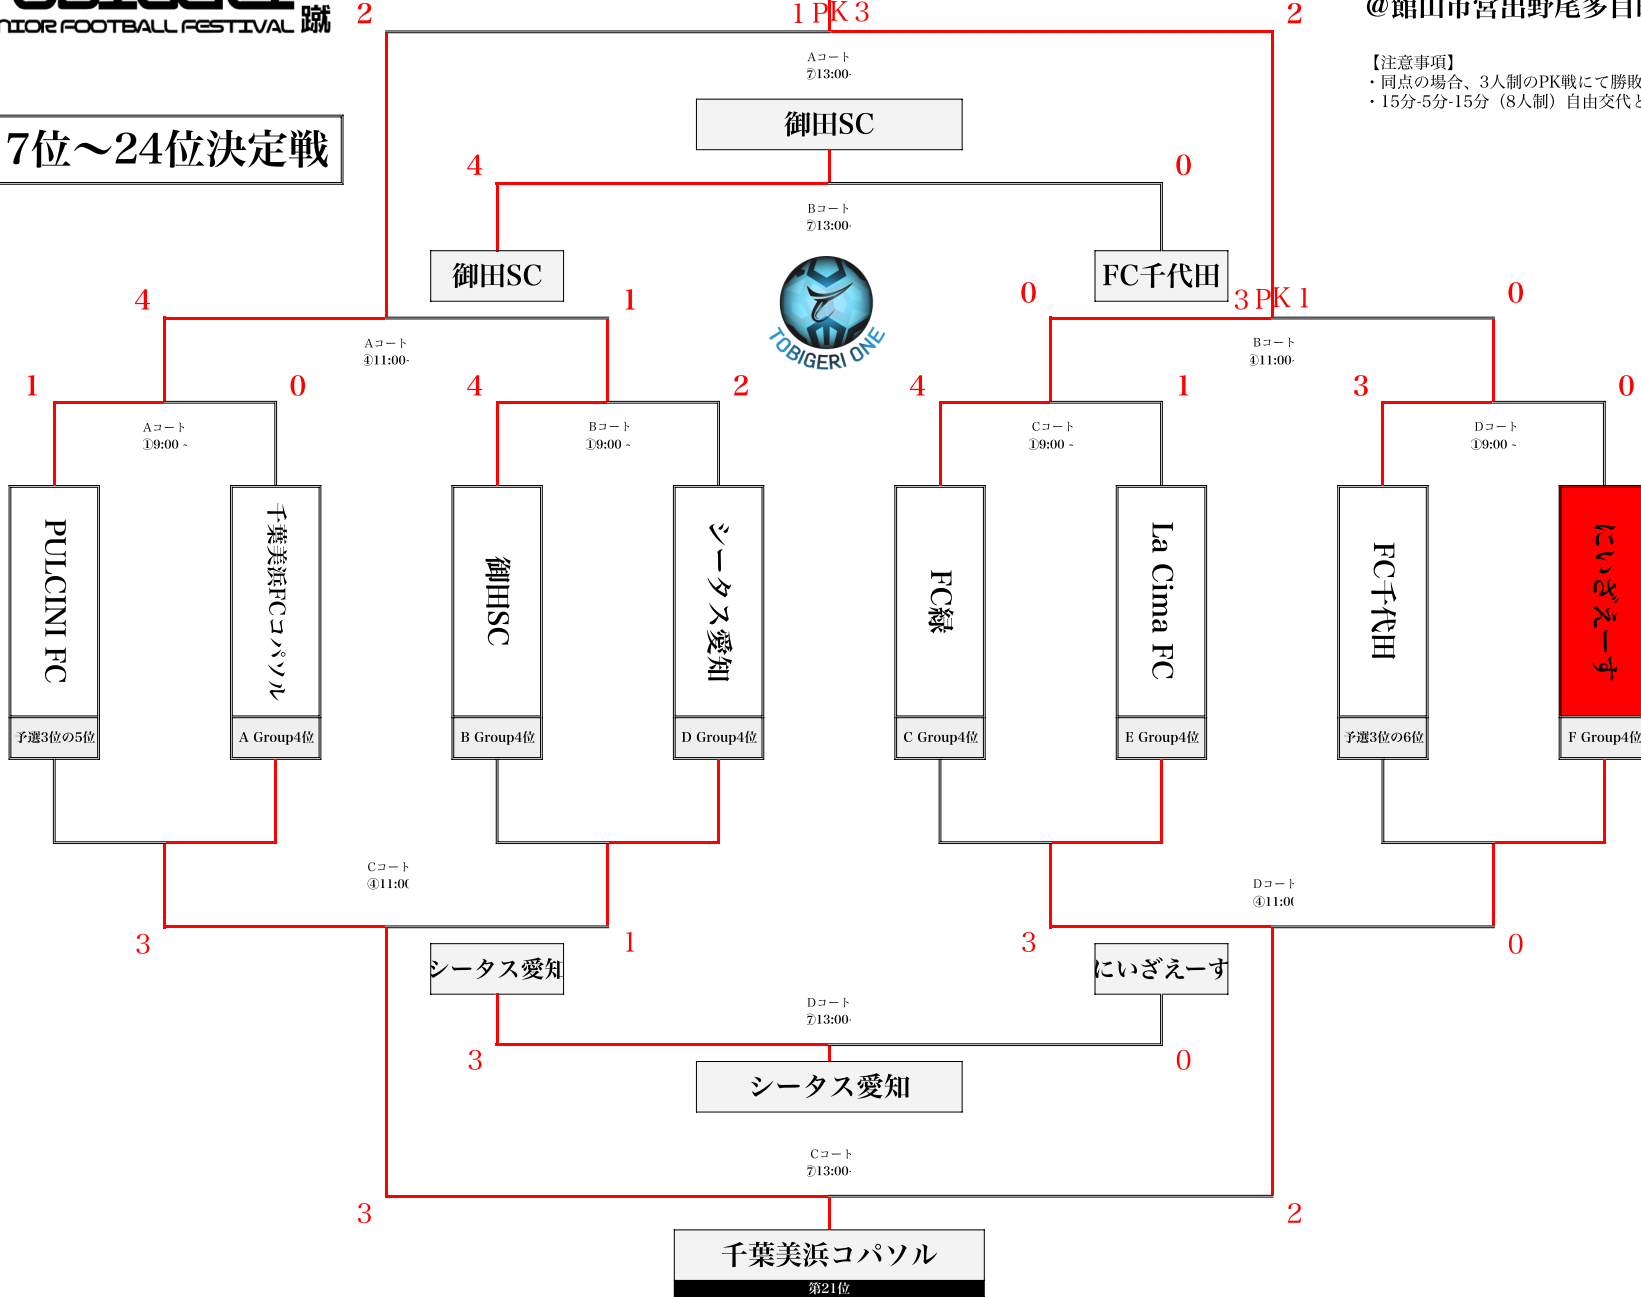 NIOR FOOTBALL FESTIVAL 蹴
2
1 PK 3
2
【注意事項】
・同点の場合、3人制のPK戦にて勝敗
・15分-5分-15分（8人制）自由交代と
7位～24位決定戦
Aコート
⑦13:00-
御田SC
4
0
Bコート
⑦13:00-
御田SC
FC千代田
TOBIGERI ONE
4
1
0
3 PK 1
0
Aコート
④11:00-
Bコート
④11:00-
1
0
4
2
4
1
3
0
Aコート
①9:00 ~
Bコート
①9:00 ~
Cコート
①9:00 ~
Dコート
①9:00 ~
PULCINI FC
千葉美浜FCコパソル
御田SC
シータス愛知
FC緑
La Cima FC
FC千代田
にいざえーす
予選3位の5位
A Group4位
B Group4位
D Group4位
C Group4位
E Group4位
予選3位の6位
F Group4位
Cコート
④11:00
Dコート
④11:00
3
1
3
0
シータス愛知
にいざえーす
Dコート
⑦13:00-
3
0
シータス愛知
Cコート
⑦13:00-
3
2
千葉美浜コパソル
第21位